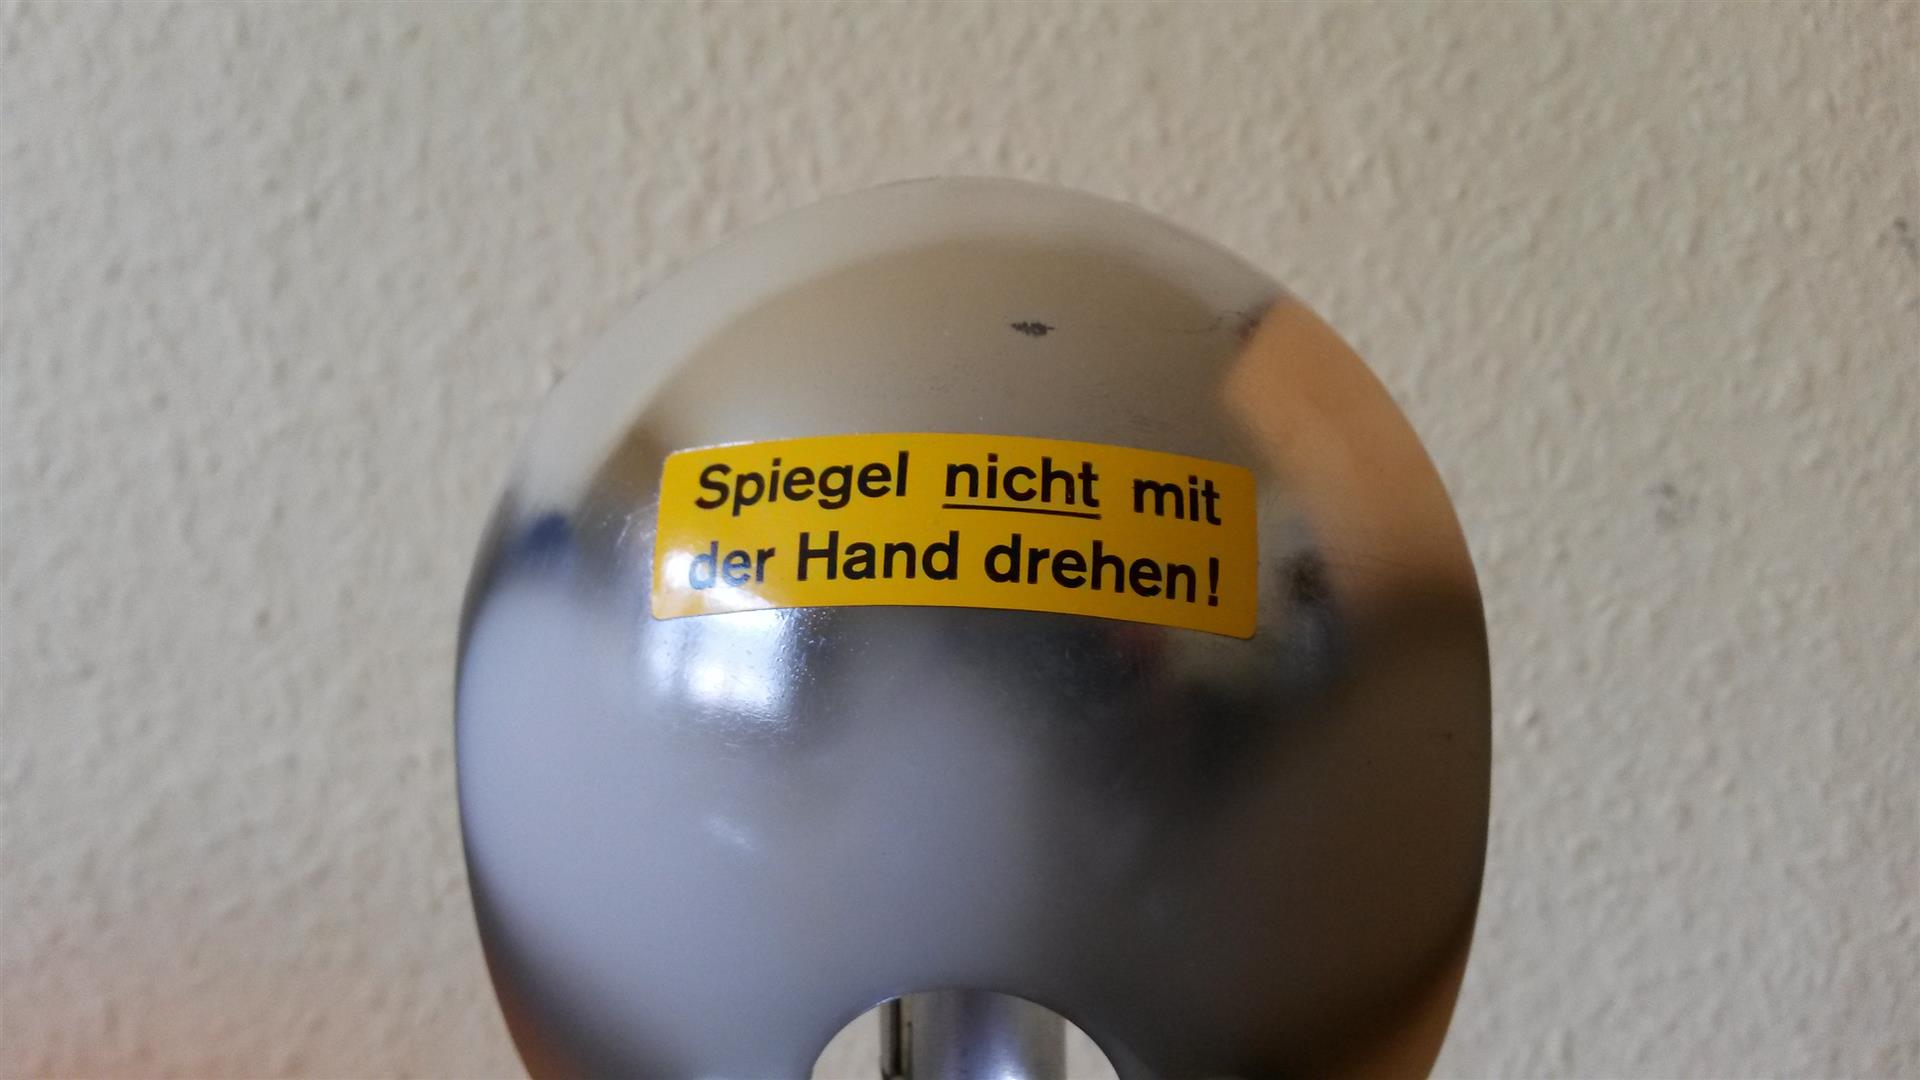 Spiegel nicht mit
der Hand drehen!